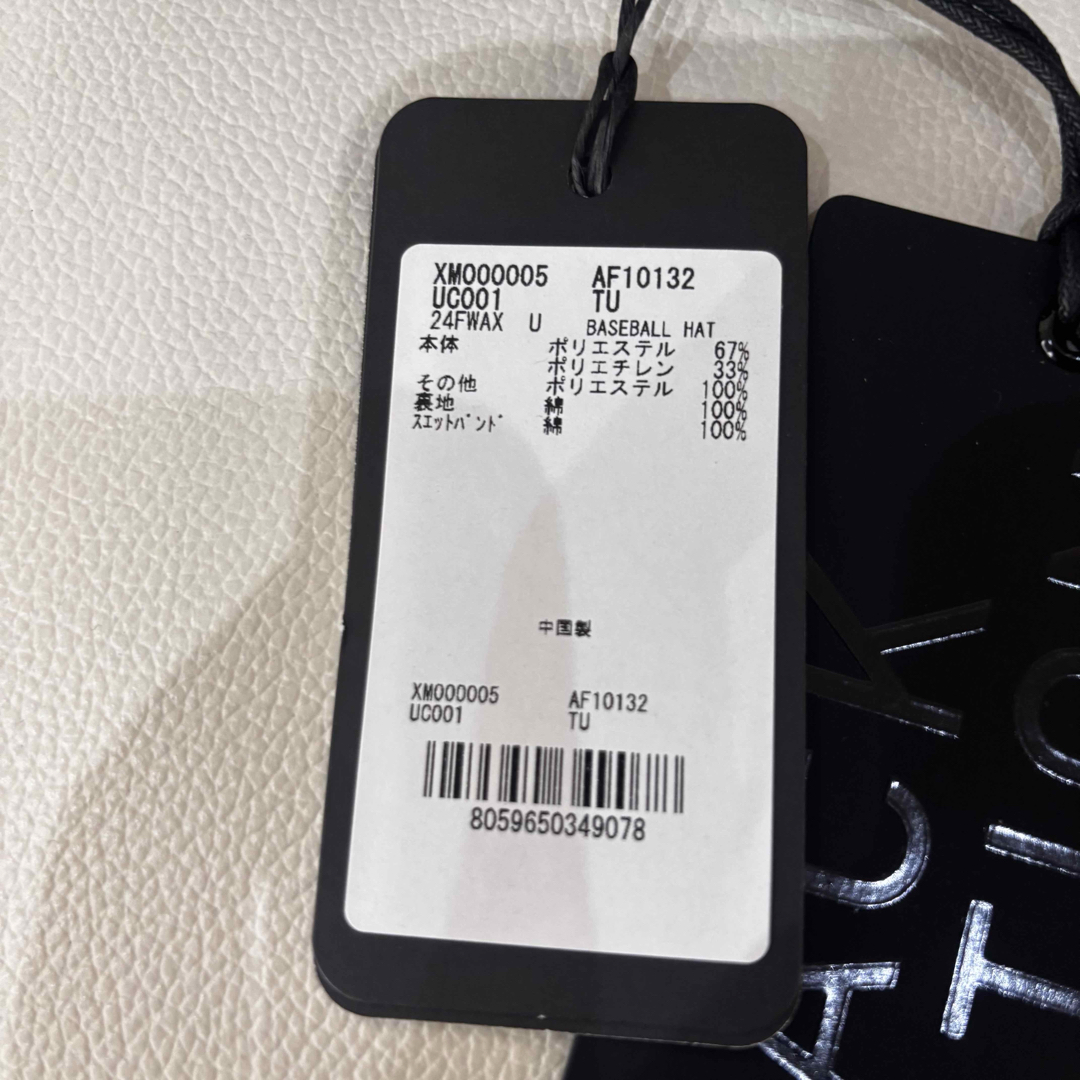 XM000005 AF10132
UC001 TU
24FWAX U BASEBALL HAT
本体 ポリエステル 67%
ポリエチレン 33%
その他 ポリエステル 100%
裏地 綿 100%
スエットバンド 綿 100%
中国製
XM000005 AF10132
UC001 TU
8059650349078